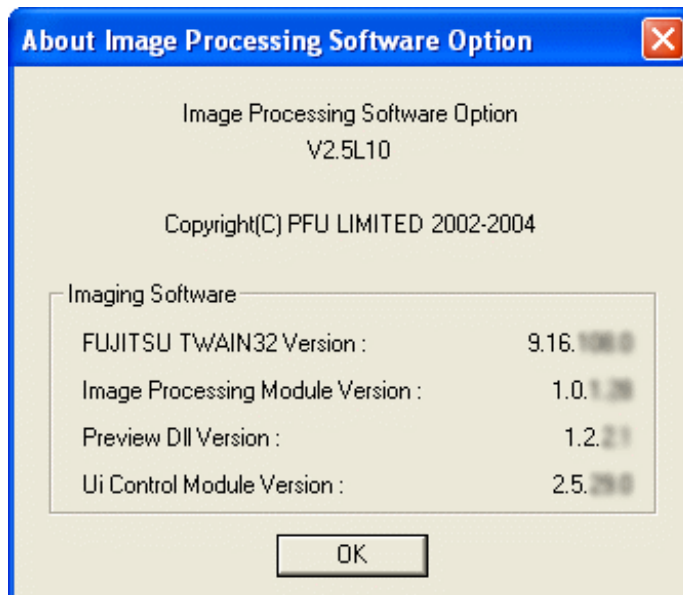 About Image Processing Software Option
Image Processing Software Option
V2.5L10
Copyright(C) PFU LIMITED 2002-2004
Imaging Software
FUJITSU TWAIN32 Version : 9.16.
Image Processing Module Version : 1.0.
Preview Dll Version : 1.2.
Ui Control Module Version : 2.5.
OK